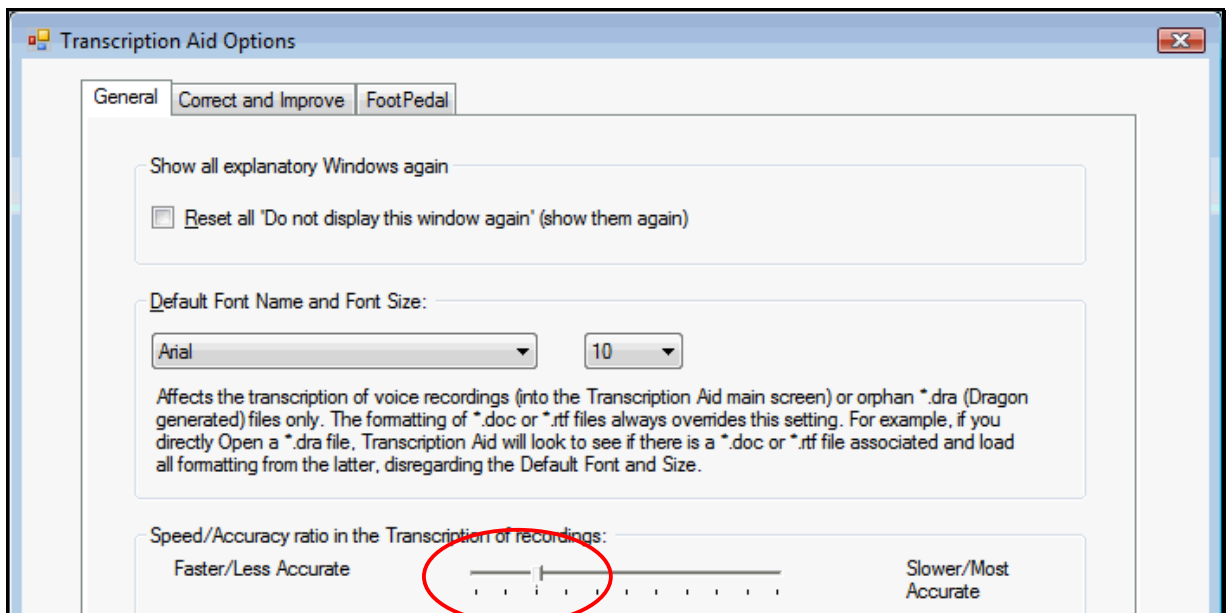 Transcription Aid Options
General Correct and Improve FootPedal
Show all explanatory Windows again
Reset all 'Do not display this window again' (show them again)
Default Font Name and Font Size:
Arial 10
Affects the transcription of voice recordings (into the Transcription Aid main screen) or orphan *.dra (Dragon
generated) files only. The formatting of *.doc or *.rtf files always overrides this setting. For example, if you
directly Open a *.dra file, Transcription Aid will look to see if there is a *.doc or *.rtf file associated and load
all formatting from the latter, disregarding the Default Font and Size.
Speed/Accuracy ratio in the Transcription of recordings:
Faster/Less Accurate Slower/Most
Accurate